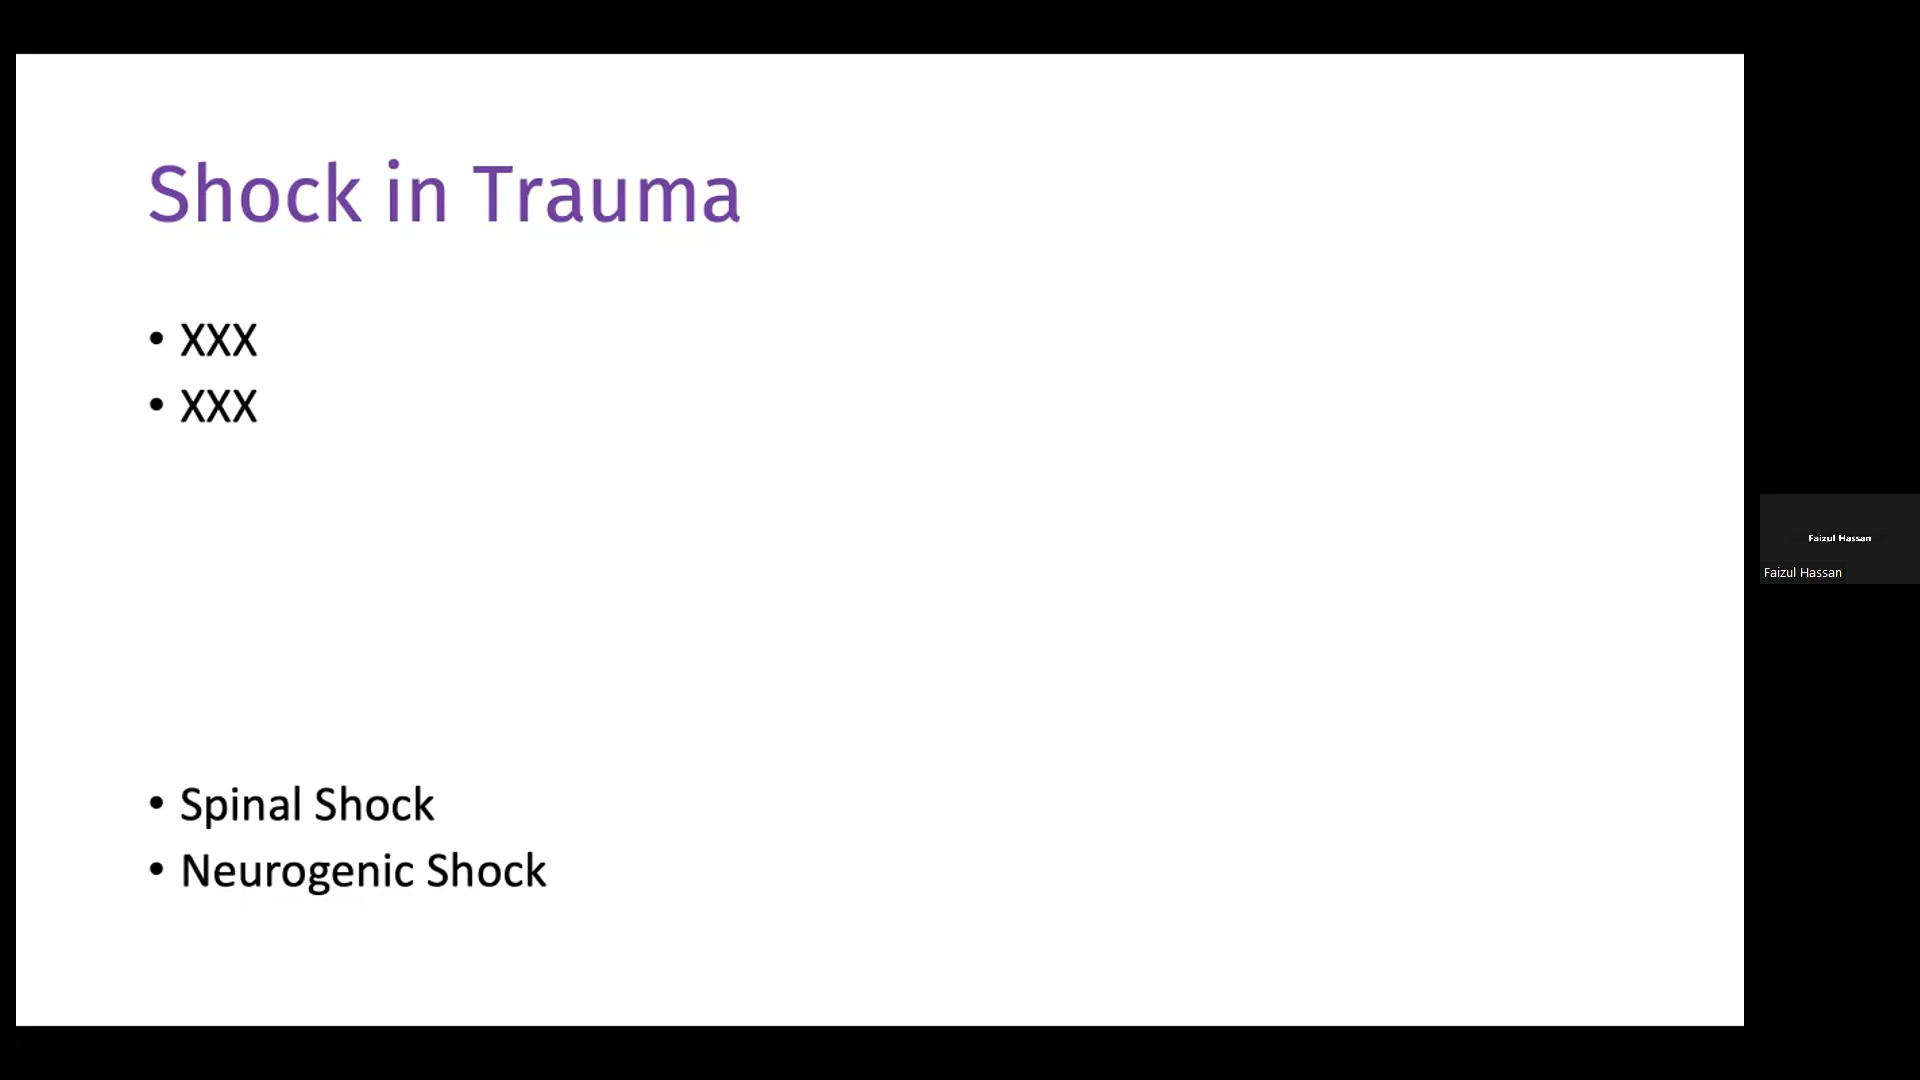 Shock in Trauma
• XXX
• XXX
• Spinal Shock
• Neurogenic Shock
Faizul Hassan
Faizul Hassan